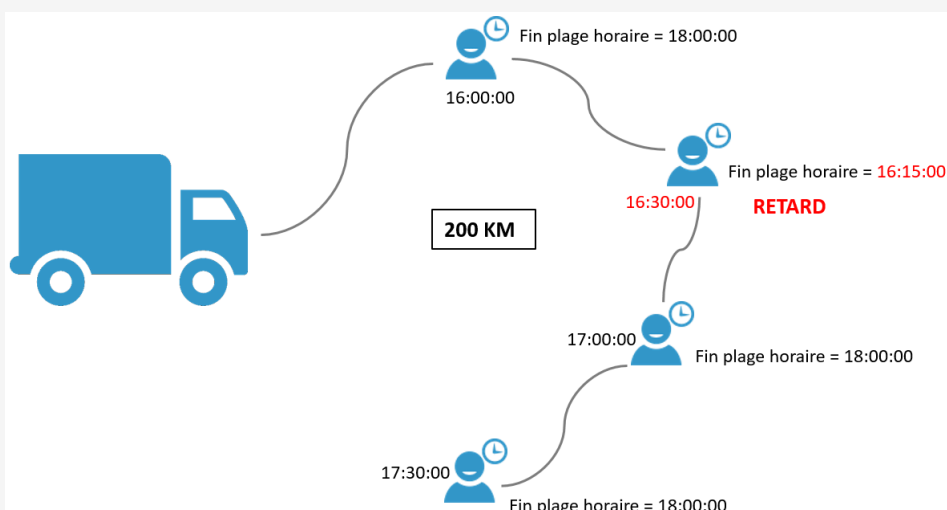 Fin plage horaire = 18:00:00
16:00:00
Fin plage horaire = 16:15:00
16:30:00
RETARD
200 KM
17:00:00
Fin plage horaire = 18:00:00
17:30:00
Fin plage horaire = 18:00:00